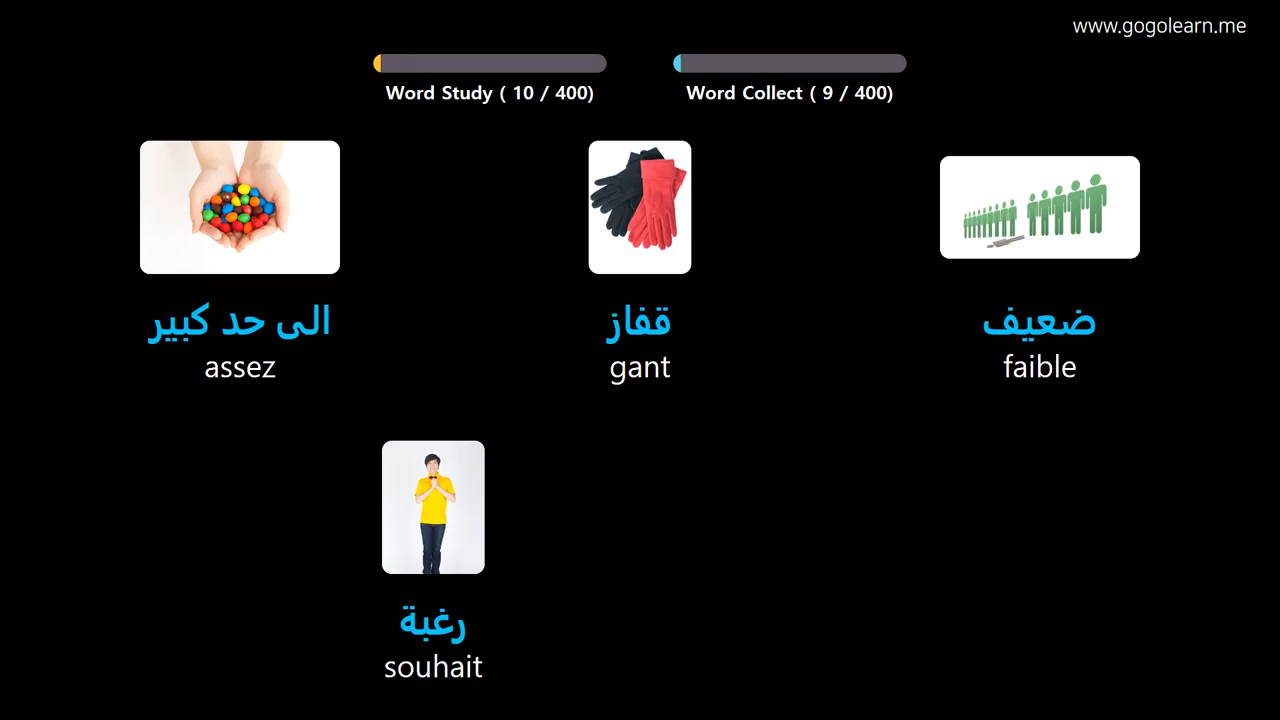 www.gogolearn.me
Word Study ( 10 / 400)
Word Collect ( 9 / 400)
الى حد كبير
assez
قفاز
gant
ضعيف
faible
رغبة
souhait